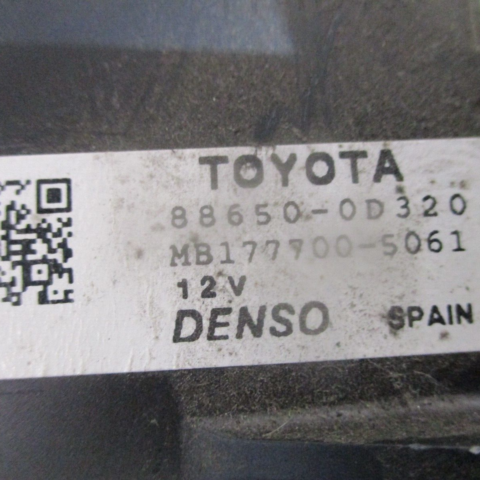 TOYOTA
88650-0D320
MB177900-5061
12V
DENSO SPAIN